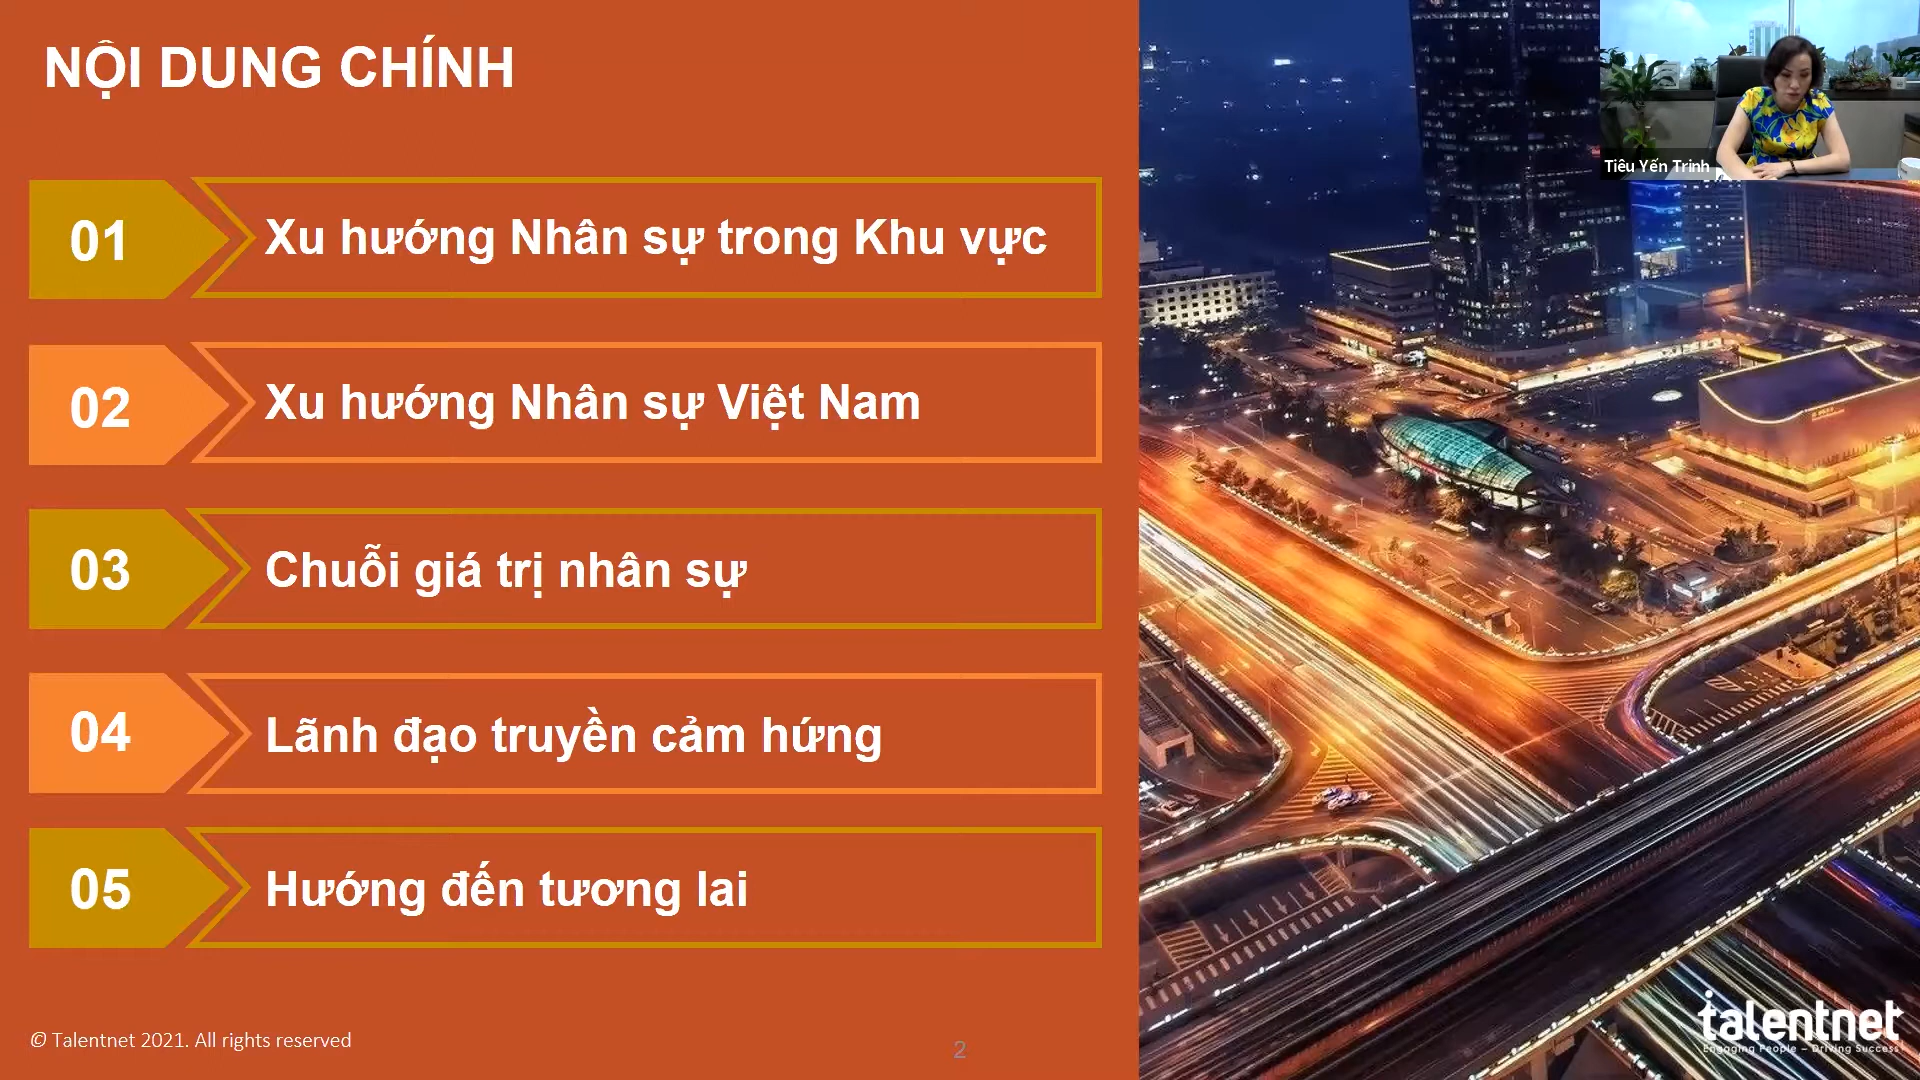 NỘI DUNG CHÍNH
Tiêu Yến Trinh
01
Xu hướng Nhân sự trong Khu vực
02
Xu hướng Nhân sự Việt Nam
03
Chuỗi giá trị nhân sự
04
Lãnh đạo truyền cảm hứng
05
Hướng đến tương lai
© Talentnet 2021. All rights reserved
2
talentnet
Engaging People – Driving Success